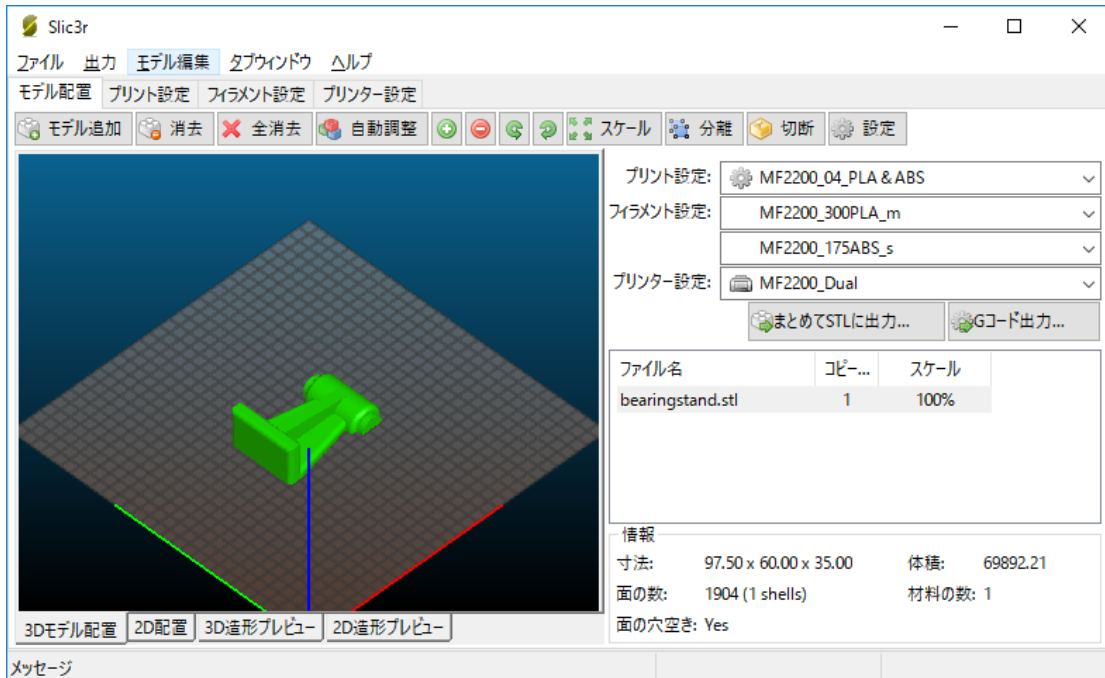 Slic3r
ファイル 出力 モデル編集 タブウィンドウ ヘルプ
モデル配置 プリント設定 フィラメント設定 プリンター設定
モデル追加 消去 全消去 自動調整 スケール 分離 切断 設定
プリント設定: MF2200_04_PLA & ABS
フィラメント設定: MF2200_300PLA_m
MF2200_175ABS_s
プリンター設定: MF2200_Dual
まとめてSTLに出力... Gコード出力...
ファイル名 コピー... スケール
bearingstand.stl 1 100%
情報
寸法: 97.50 x 60.00 x 35.00 体積: 69892.21
面の数: 1904 (1 shells) 材料の数: 1
面の穴空き: Yes
3Dモデル配置 2D配置 3D造形プレビュー 2D造形プレビュー
メッセージ